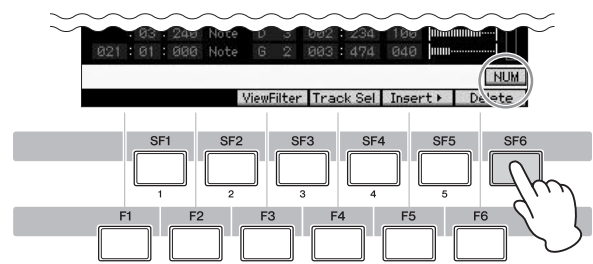 :03:240 Note D 3 002:234 100
021:01:000 Note G 2 003:474 040
NUM
ViewFilter Track Sel Insert▸ Delete
SF1 SF2 SF3 SF4 SF5 SF6
1 2 3 4 5
F1 F2 F3 F4 F5 F6